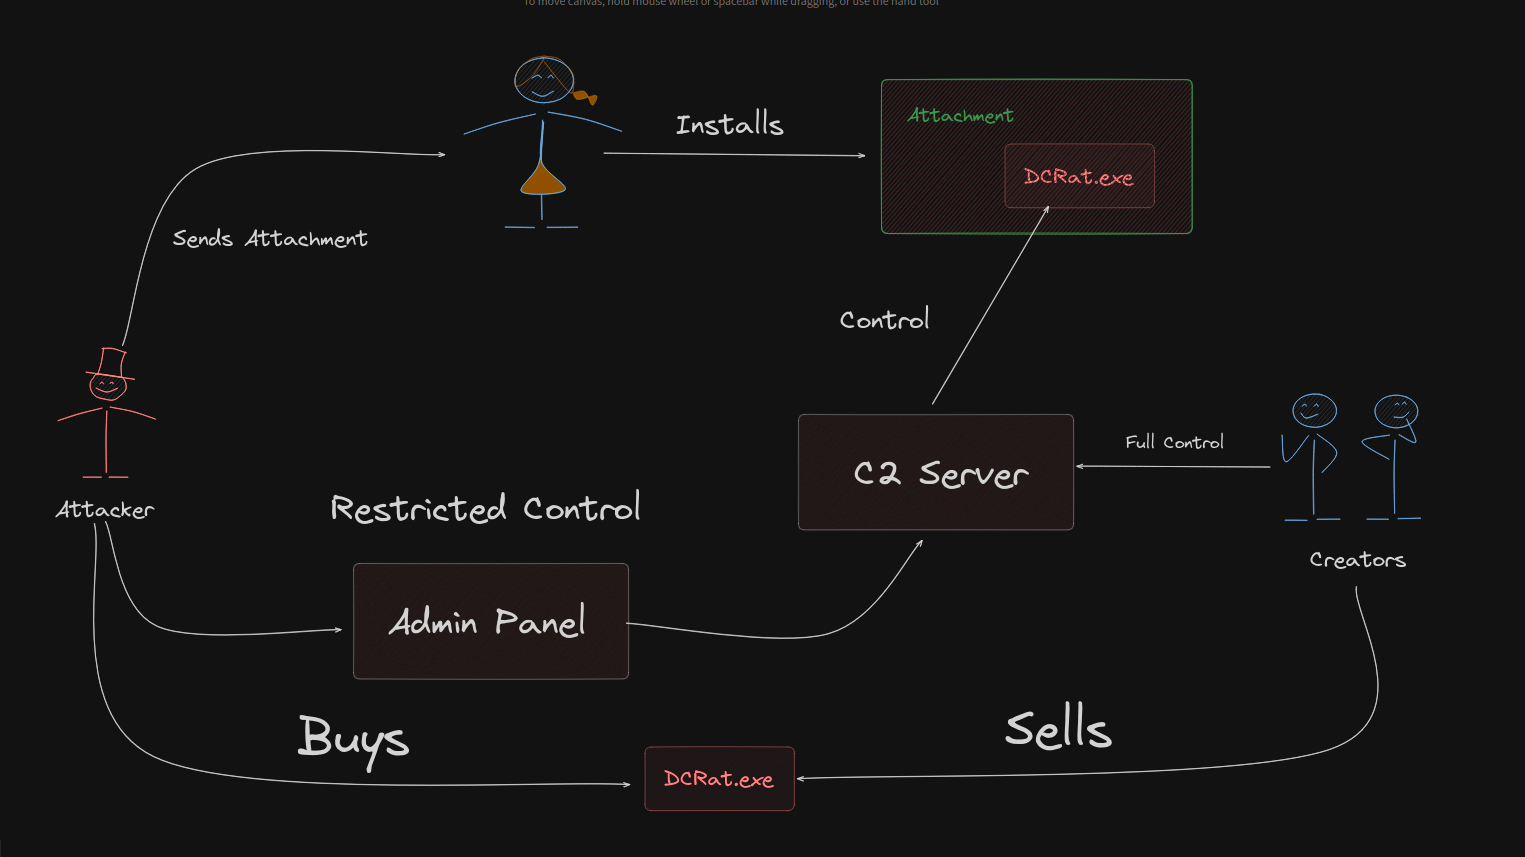 To move canvas, hold mouse wheel or spacebar while dragging, or use the hand tool
Installs
Attachment
DCRat.exe
Sends Attachment
Control
Full Control
C2 Server
Attacker
Restricted Control
Creators
Admin Panel
Buys
Sells
DCRat.exe